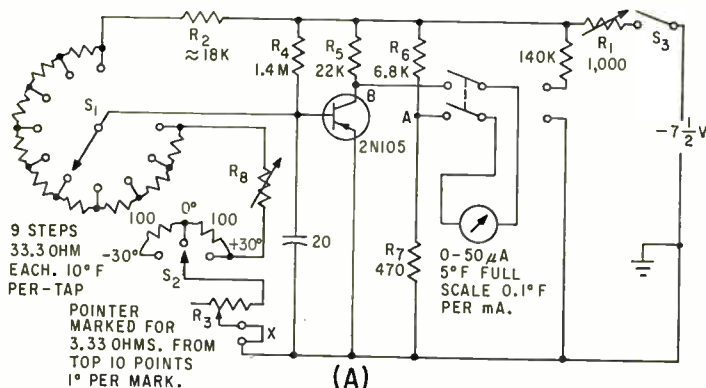 R2
≈18K
R4
1.4M
R5
22K
R6
6.8K
140K
R1
1,000
S3
-7 1/2 V
S1
B
A
2N105
R8
9 STEPS
33.3 OHM
EACH. 10°F
PER-TAP
100
0°
100
-30°
+30°
S2
20
R7
470
0-50μA
5°F FULL
SCALE 0.1°F
PER mA.
R3
X
POINTER
MARKED FOR
3.33 OHMS. FROM
TOP 10 POINTS
1° PER MARK.
(A)